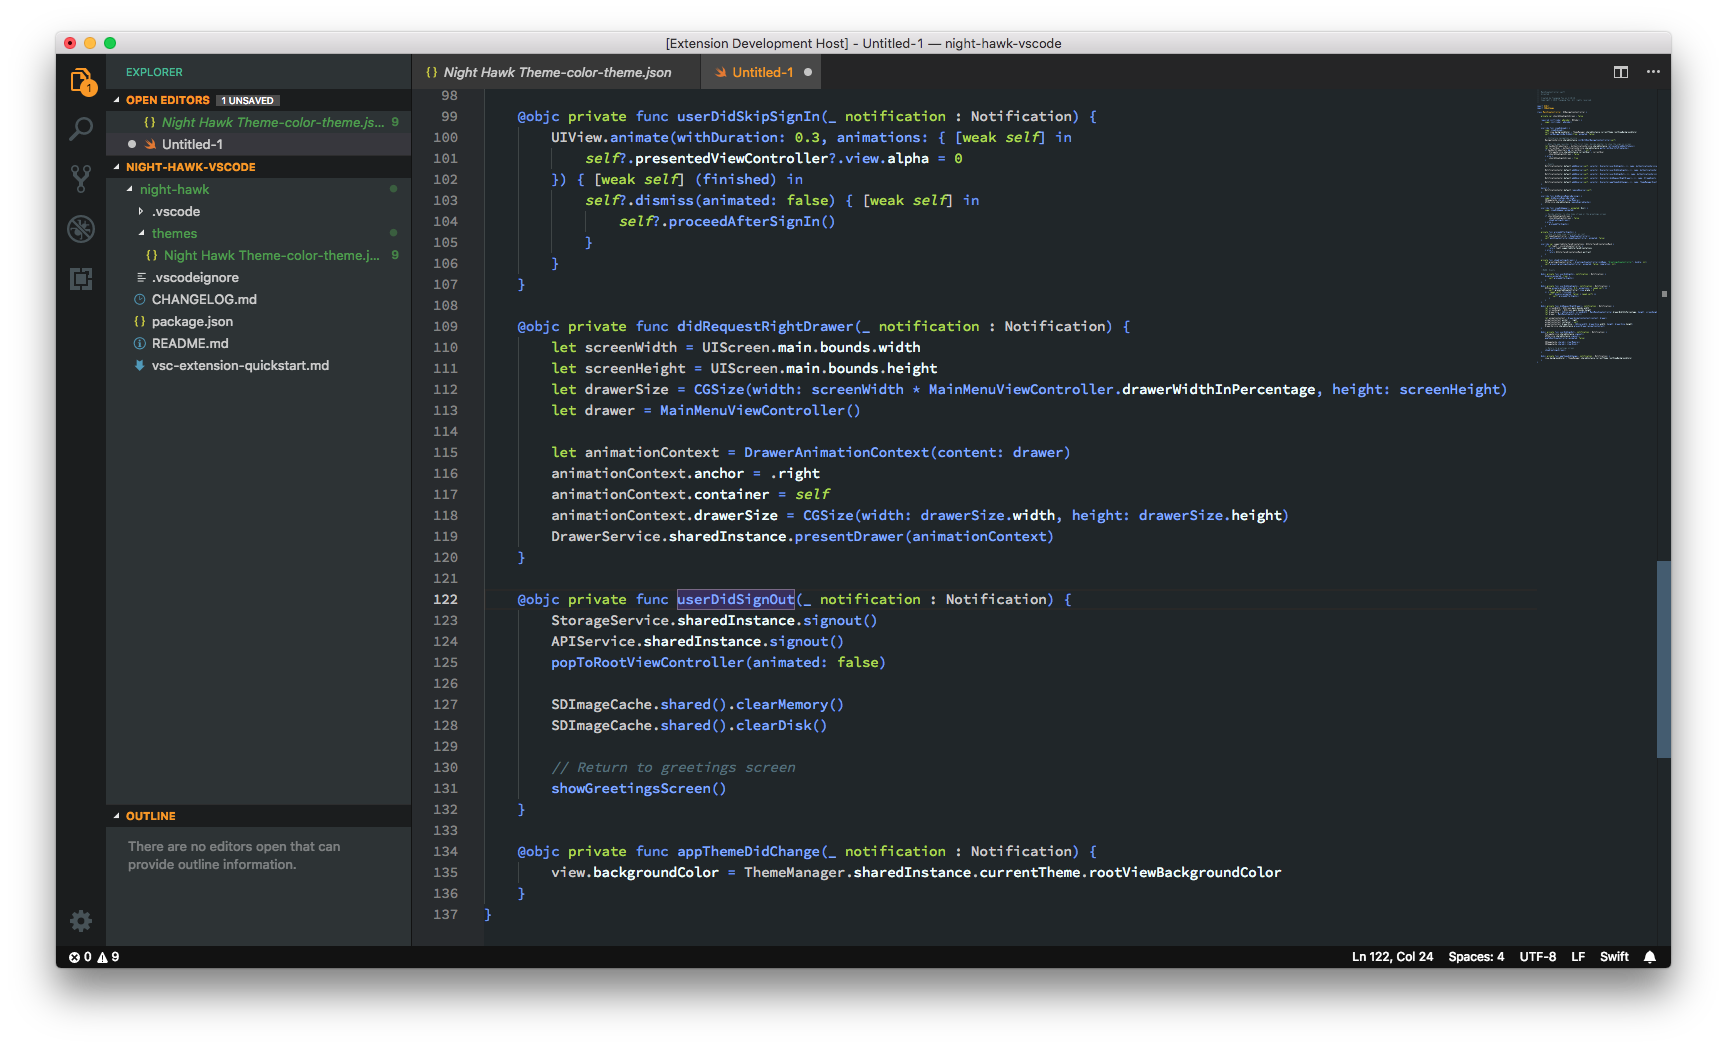 [Extension Development Host] - Untitled-1 — night-hawk-vscode
EXPLORER
{} Night Hawk Theme-color-theme.json
Untitled-1
1
OPEN EDITORS 1 UNSAVED
{} Night Hawk Theme-color-theme.js... 9
Untitled-1
NIGHT-HAWK-VSCODE
night-hawk
.vscode
themes
{} Night Hawk Theme-color-theme.j... 9
.vscodeignore
CHANGELOG.md
{} package.json
README.md
vsc-extension-quickstart.md
OUTLINE
There are no editors open that can
provide outline information.
98
99 @objc private func userDidSkipSignIn(_ notification : Notification) {
100 UIView.animate(withDuration: 0.3, animations: { [weak self] in
101 self?.presentedViewController?.view.alpha = 0
102 }) { [weak self] (finished) in
103 self?.dismiss(animated: false) { [weak self] in
104 self?.proceedAfterSignIn()
105 }
106 }
107 }
108
109 @objc private func didRequestRightDrawer(_ notification : Notification) {
110 let screenWidth = UIScreen.main.bounds.width
111 let screenHeight = UIScreen.main.bounds.height
112 let drawerSize = CGSize(width: screenWidth * MainMenuViewController.drawerWidthInPercentage, height: screenHeight)
113 let drawer = MainMenuViewController()
114
115 let animationContext = DrawerAnimationContext(content: drawer)
116 animationContext.anchor = .right
117 animationContext.container = self
118 animationContext.drawerSize = CGSize(width: drawerSize.width, height: drawerSize.height)
119 DrawerService.sharedInstance.presentDrawer(animationContext)
120 }
121
122 @objc private func userDidSignOut(_ notification : Notification) {
123 StorageService.sharedInstance.signout()
124 APIService.sharedInstance.signout()
125 popToRootViewController(animated: false)
126
127 SDImageCache.shared().clearMemory()
128 SDImageCache.shared().clearDisk()
129
130 // Return to greetings screen
131 showGreetingsScreen()
132 }
133
134 @objc private func appThemeDidChange(_ notification : Notification) {
135 view.backgroundColor = ThemeManager.sharedInstance.currentTheme.rootViewBackgroundColor
136 }
137 }
0 9
Ln 122, Col 24 Spaces: 4 UTF-8 LF Swift